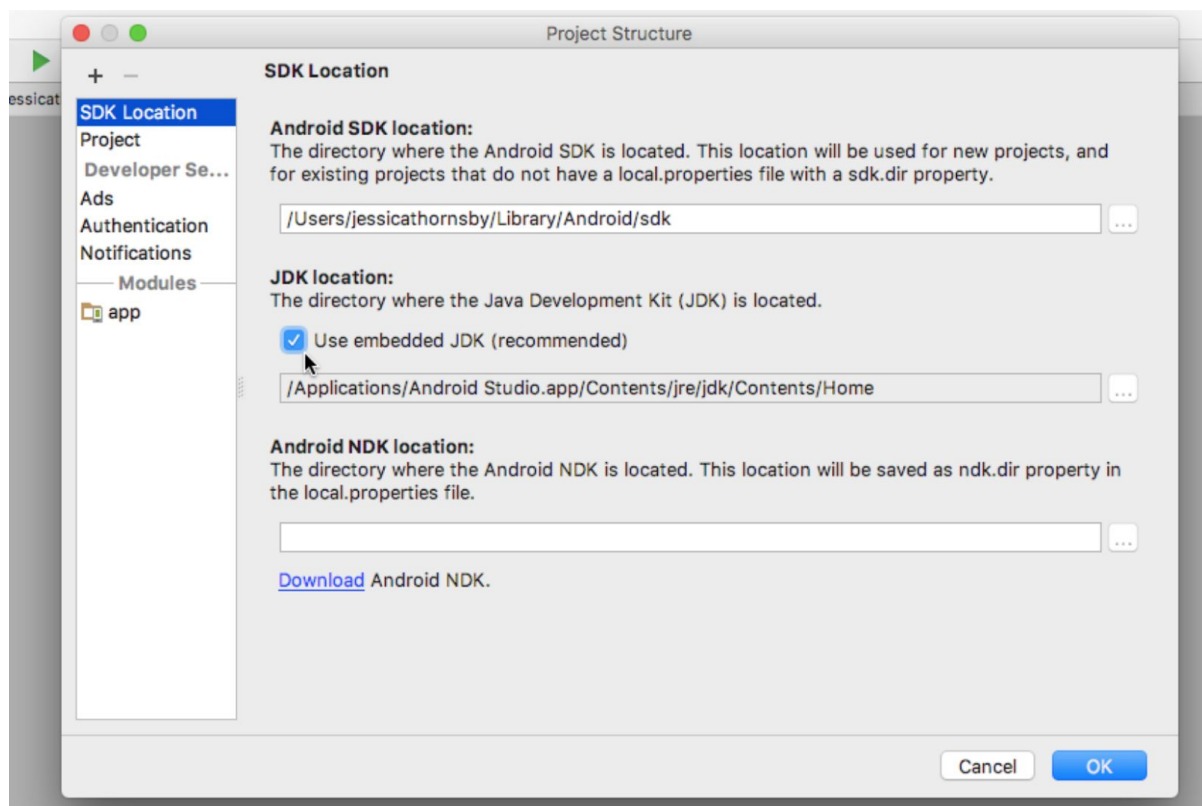 Project Structure
essicat
+ −
SDK Location
Project
Developer Se...
Ads
Authentication
Notifications
Modules
app
SDK Location
Android SDK location:
The directory where the Android SDK is located. This location will be used for new projects, and
for existing projects that do not have a local.properties file with a sdk.dir property.
/Users/jessicathornsby/Library/Android/sdk
...
JDK location:
The directory where the Java Development Kit (JDK) is located.
Use embedded JDK (recommended)
/Applications/Android Studio.app/Contents/jre/jdk/Contents/Home
...
Android NDK location:
The directory where the Android NDK is located. This location will be saved as ndk.dir property in
the local.properties file.
...
Download Android NDK.
Cancel
OK